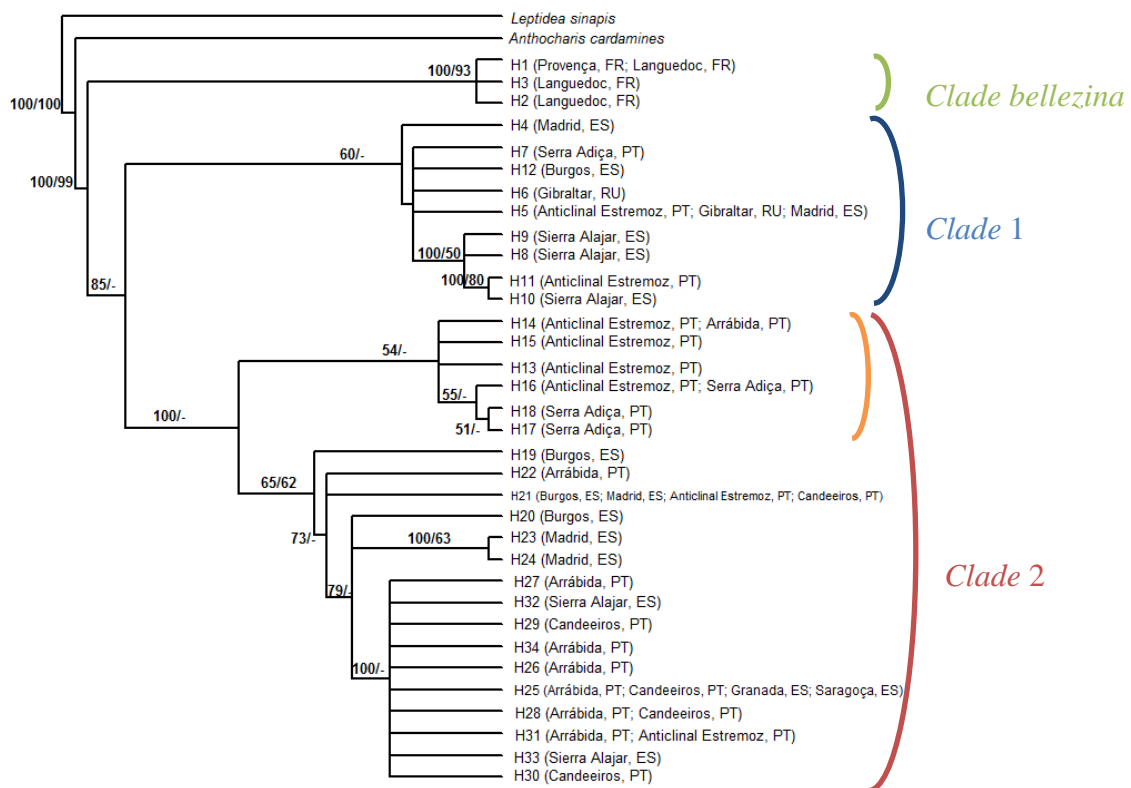 Leptidea sinapis
Anthocharis cardamines
100/93
H1 (Provença, FR; Languedoc, FR)
H3 (Languedoc, FR)
H2 (Languedoc, FR)
Clade bellezina
100/100
H4 (Madrid, ES)
60/-
H7 (Serra Adiça, PT)
H12 (Burgos, ES)
100/99
H6 (Gibraltar, RU)
H5 (Anticlinal Estremoz, PT; Gibraltar, RU; Madrid, ES)
Clade 1
H9 (Sierra Alajar, ES)
100/50
H8 (Sierra Alajar, ES)
100/80
H11 (Anticlinal Estremoz, PT)
85/-
H10 (Sierra Alajar, ES)
H14 (Anticlinal Estremoz, PT; Arrábida, PT)
H15 (Anticlinal Estremoz, PT)
54/-
H13 (Anticlinal Estremoz, PT)
H16 (Anticlinal Estremoz, PT; Serra Adiça, PT)
55/-
H18 (Serra Adiça, PT)
51/-
H17 (Serra Adiça, PT)
100/-
H19 (Burgos, ES)
H22 (Arrábida, PT)
65/62
H21 (Burgos, ES; Madrid, ES; Anticlinal Estremoz, PT; Candeeiros, PT)
H20 (Burgos, ES)
73/-
100/63
H23 (Madrid, ES)
H24 (Madrid, ES)
Clade 2
H27 (Arrábida, PT)
79/-
H32 (Sierra Alajar, ES)
H29 (Candeeiros, PT)
H34 (Arrábida, PT)
100/-
H26 (Arrábida, PT)
H25 (Arrábida, PT; Candeeiros, PT; Granada, ES; Saragoça, ES)
H28 (Arrábida, PT; Candeeiros, PT)
H31 (Arrábida, PT; Anticlinal Estremoz, PT)
H33 (Sierra Alajar, ES)
H30 (Candeeiros, PT)